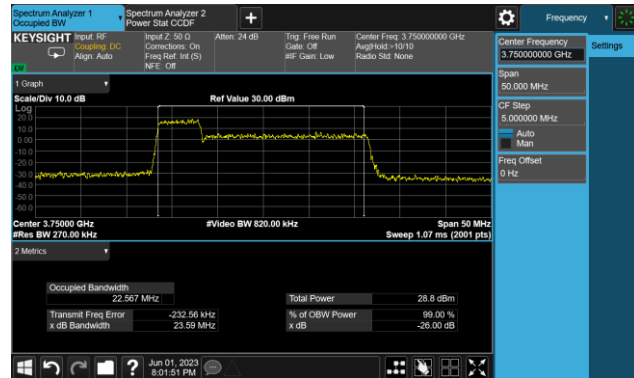 Spectrum Analyzer 1
Occupied BW
Spectrum Analyzer 2
Power Stat CCDF
+
Frequency
KEYSIGHT
Input: RF
Coupling: DC
Align: Auto
Input Z: 50 Ω
Corrections: On
Freq Ref: Int (S)
NFE: Off
Atten: 24 dB
Trig: Free Run
Gate: Off
#IF Gain: Low
Center Freq: 3.750000000 GHz
Avg|Hold:>10/10
Radio Std: None
Center Frequency
3.750000000 GHz
Settings
Span
50.000 MHz
CF Step
5.000000 MHz
Auto
Man
Freq Offset
0 Hz
1 Graph
Scale/Div 10.0 dB
Ref Value 30.00 dBm
Log
20.0
10.0
0.00
-10.0
-20.0
-30.0
-40.0
-50.0
-60.0
Center 3.75000 GHz
#Video BW 820.00 kHz
Span 50 MHz
#Res BW 270.00 kHz
Sweep 1.07 ms (2001 pts)
2 Metrics
Occupied Bandwidth
22.567 MHz
Total Power
28.8 dBm
Transmit Freq Error
-232.56 kHz
% of OBW Power
99.00 %
x dB Bandwidth
23.59 MHz
x dB
-26.00 dB
?
Jun 01, 2023
8:01:51 PM